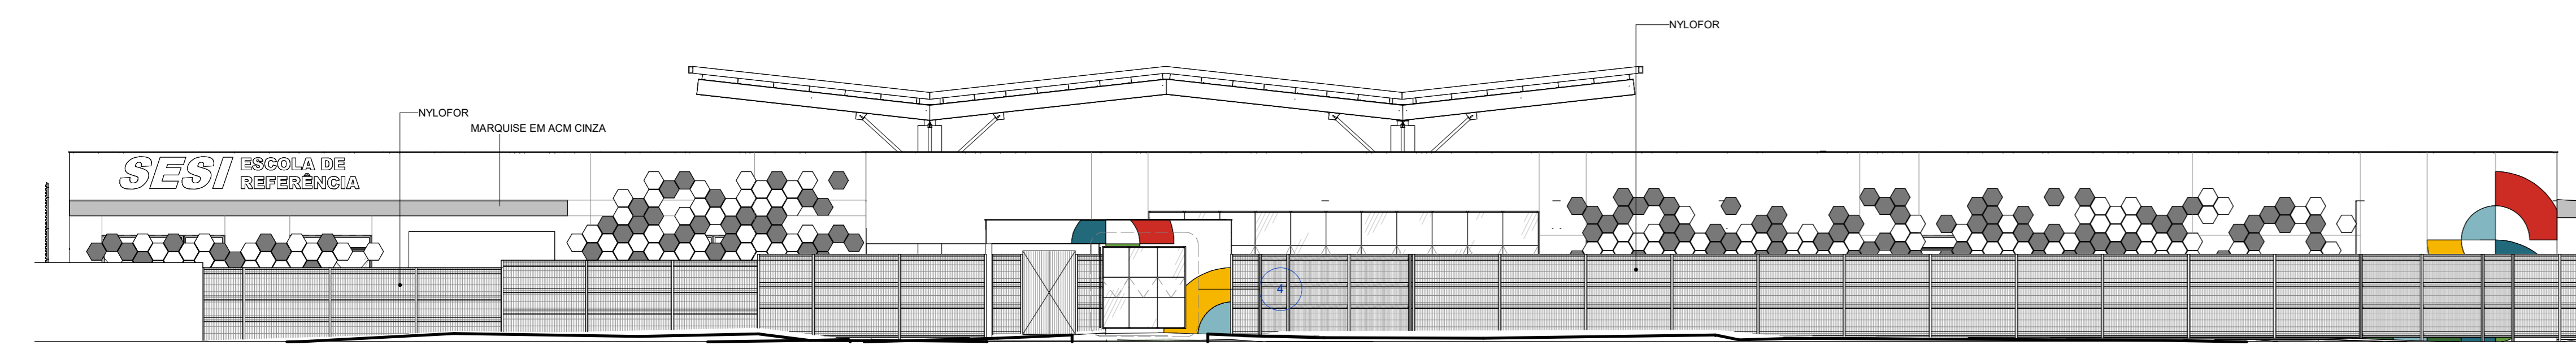 NYLOFOR
NYLOFOR
MARQUISE EM ACM CINZA
SESI ESCOLA DE
REFERÊNCIA
4